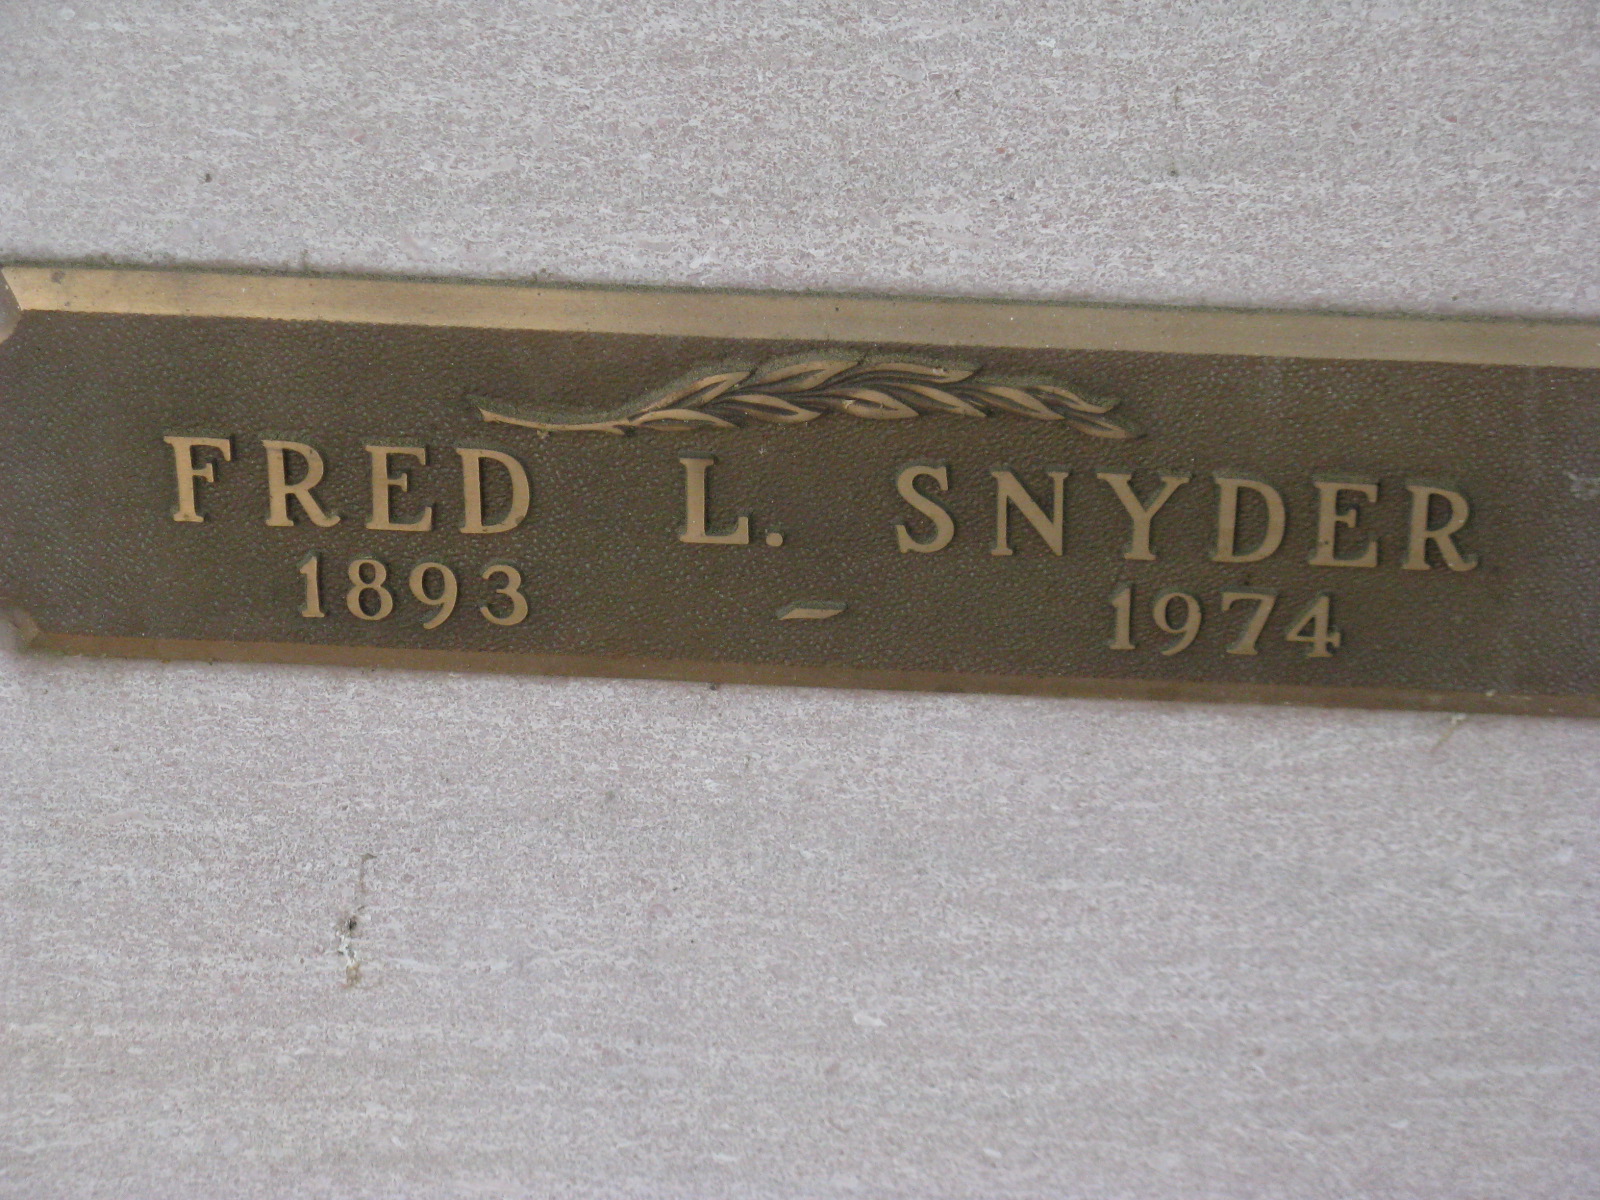 FRED L. SNYDER
1893 – 1974